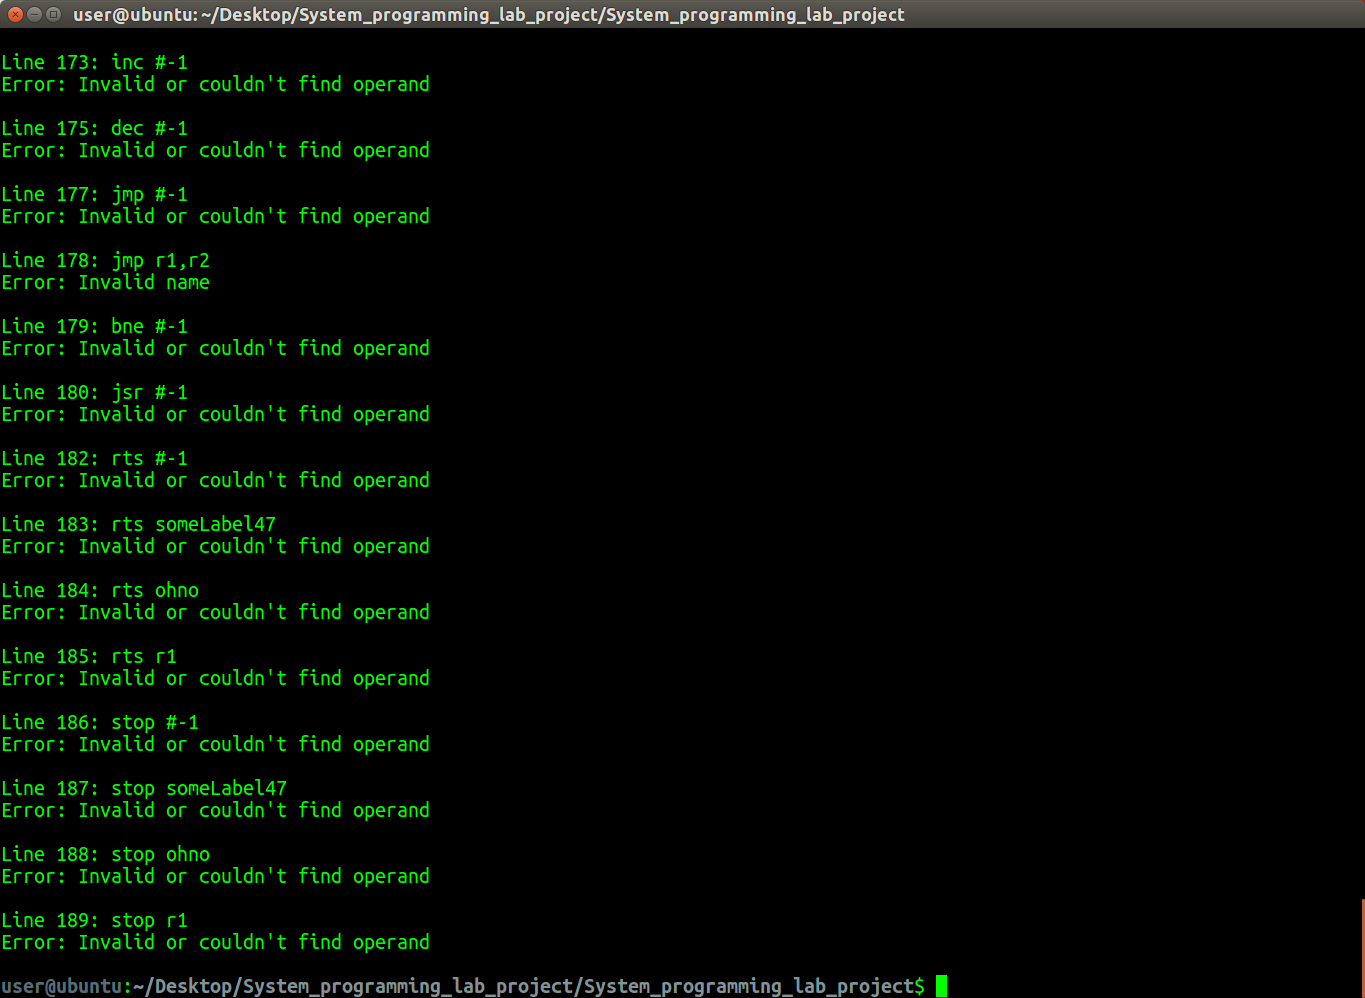 user@ubuntu: ~/Desktop/System_programming_lab_project/System_programming_lab_project
Line 173: inc #-1
Error: Invalid or couldn't find operand
Line 175: dec #-1
Error: Invalid or couldn't find operand
Line 177: jmp #-1
Error: Invalid or couldn't find operand
Line 178: jmp r1,r2
Error: Invalid name
Line 179: bne #-1
Error: Invalid or couldn't find operand
Line 180: jsr #-1
Error: Invalid or couldn't find operand
Line 182: rts #-1
Error: Invalid or couldn't find operand
Line 183: rts someLabel47
Error: Invalid or couldn't find operand
Line 184: rts ohno
Error: Invalid or couldn't find operand
Line 185: rts r1
Error: Invalid or couldn't find operand
Line 186: stop #-1
Error: Invalid or couldn't find operand
Line 187: stop someLabel47
Error: Invalid or couldn't find operand
Line 188: stop ohno
Error: Invalid or couldn't find operand
Line 189: stop r1
Error: Invalid or couldn't find operand
user@ubuntu:~/Desktop/System_programming_lab_project/System_programming_lab_project$